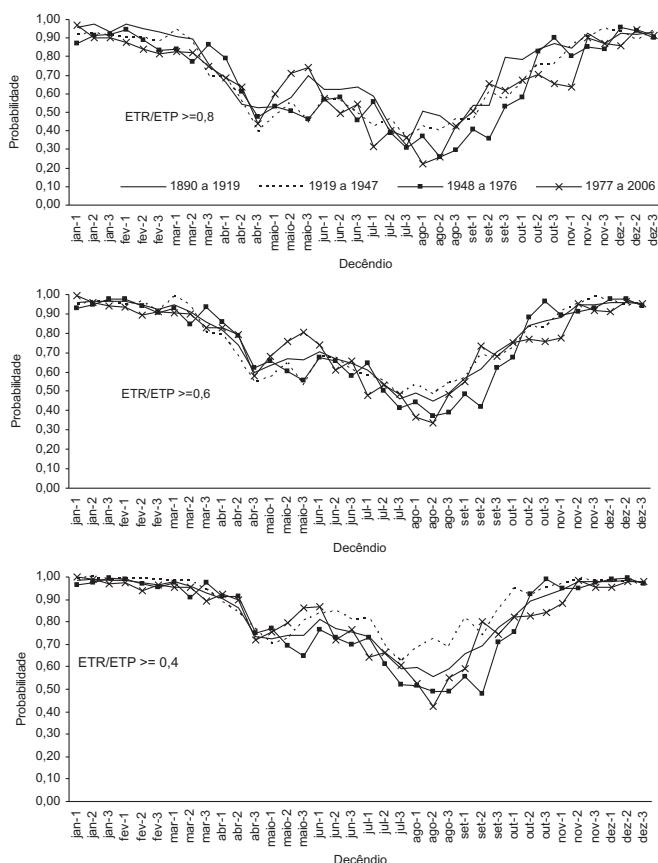 1,00
0,90
0,80
0,70
0,60
0,50
0,40
0,30
0,20
0,10
0,00
Probabilidade
ETR/ETP >=0,8
1890 a 1919
1919 a 1947
1948 a 1976
1977 a 2006
jan-1
jan-2
jan-3
fev-1
fev-2
fev-3
mar-1
mar-2
mar-3
abr-1
abr-2
abr-3
maio-1
maio-2
maio-3
jun-1
jun-2
jun-3
jul-1
jul-2
jul-3
ago-1
ago-2
ago-3
set-1
set-2
set-3
out-1
out-2
out-3
nov-1
nov-2
nov-3
dez-1
dez-2
dez-3
Decêndio
1,00
0,90
0,80
0,70
0,60
0,50
0,40
0,30
0,20
0,10
0,00
Probabilidade
ETR/ETP >=0,6
jan-1
jan-2
jan-3
fev-1
fev-2
fev-3
mar-1
mar-2
mar-3
abr-1
abr-2
abr-3
maio-1
maio-2
maio-3
jun-1
jun-2
jun-3
jul-1
jul-2
jul-3
ago-1
ago-2
ago-3
set-1
set-2
set-3
out-1
out-2
out-3
nov-1
nov-2
nov-3
dez-1
dez-2
dez-3
Decêndio
1,00
0,90
0,80
0,70
0,60
0,50
0,40
0,30
0,20
0,10
0,00
Probabilidade
ETR/ETP >= 0,4
jan-1
jan-2
jan-3
fev-1
fev-2
fev-3
mar-1
mar-2
mar-3
abr-1
abr-2
abr-3
maio-1
maio-2
maio-3
jun-1
jun-2
jun-3
jul-1
jul-2
jul-3
ago-1
ago-2
ago-3
set-1
set-2
set-3
out-1
out-2
out-3
nov-1
nov-2
nov-3
dez-1
dez-2
dez-3
Decêndio